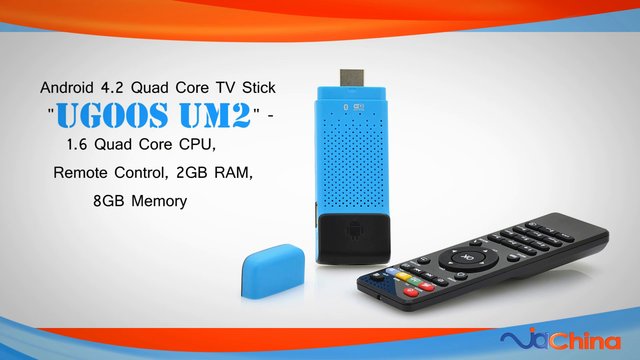 Android 4.2 Quad Core TV Stick
"UGOOS UM2" -
1.6 Quad Core CPU,
Remote Control, 2GB RAM,
8GB Memory
OK
ViaChina